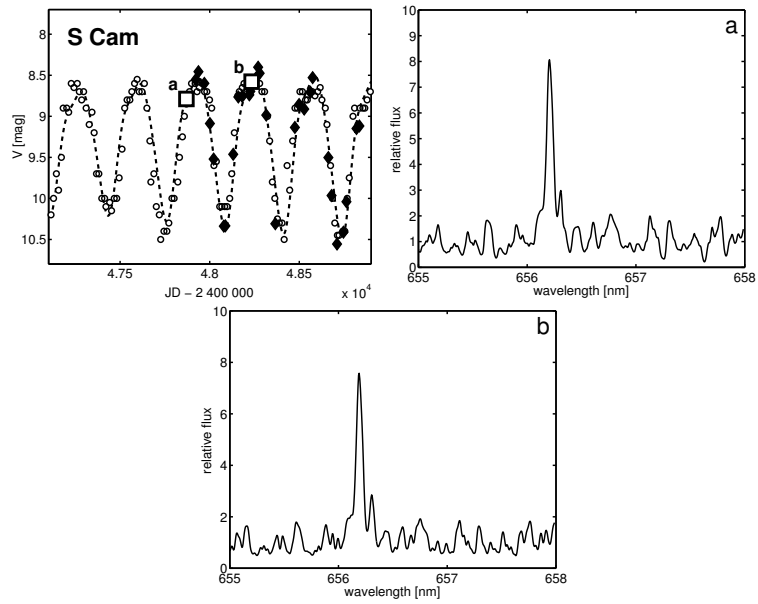 S Cam
a
b
V [mag]
8
8.5
9
9.5
10
10.5
4.75
4.8
4.85
JD − 2 400 000
x 10^4
a
relative flux
10
9
8
7
6
5
4
3
2
1
0
655
656
657
658
wavelength [nm]
b
relative flux
10
8
6
4
2
0
655
656
657
658
wavelength [nm]